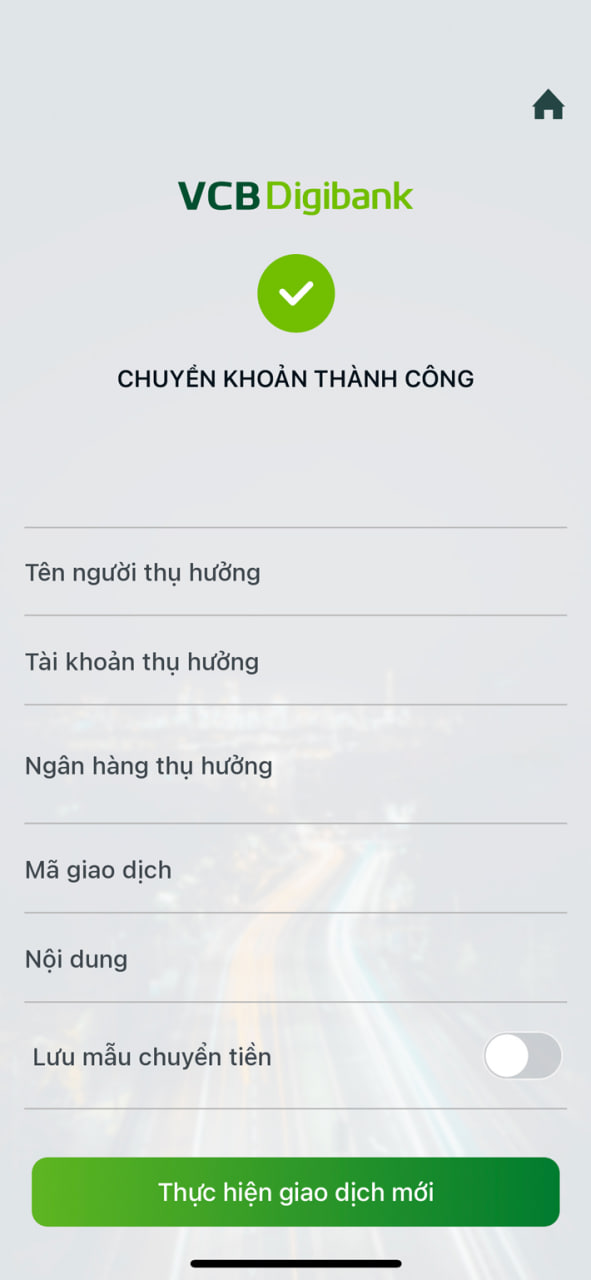 VCB Digibank
CHUYỂN KHOẢN THÀNH CÔNG
Tên người thụ hưởng
Tài khoản thụ hưởng
Ngân hàng thụ hưởng
Mã giao dịch
Nội dung
Lưu mẫu chuyển tiền
Thực hiện giao dịch mới